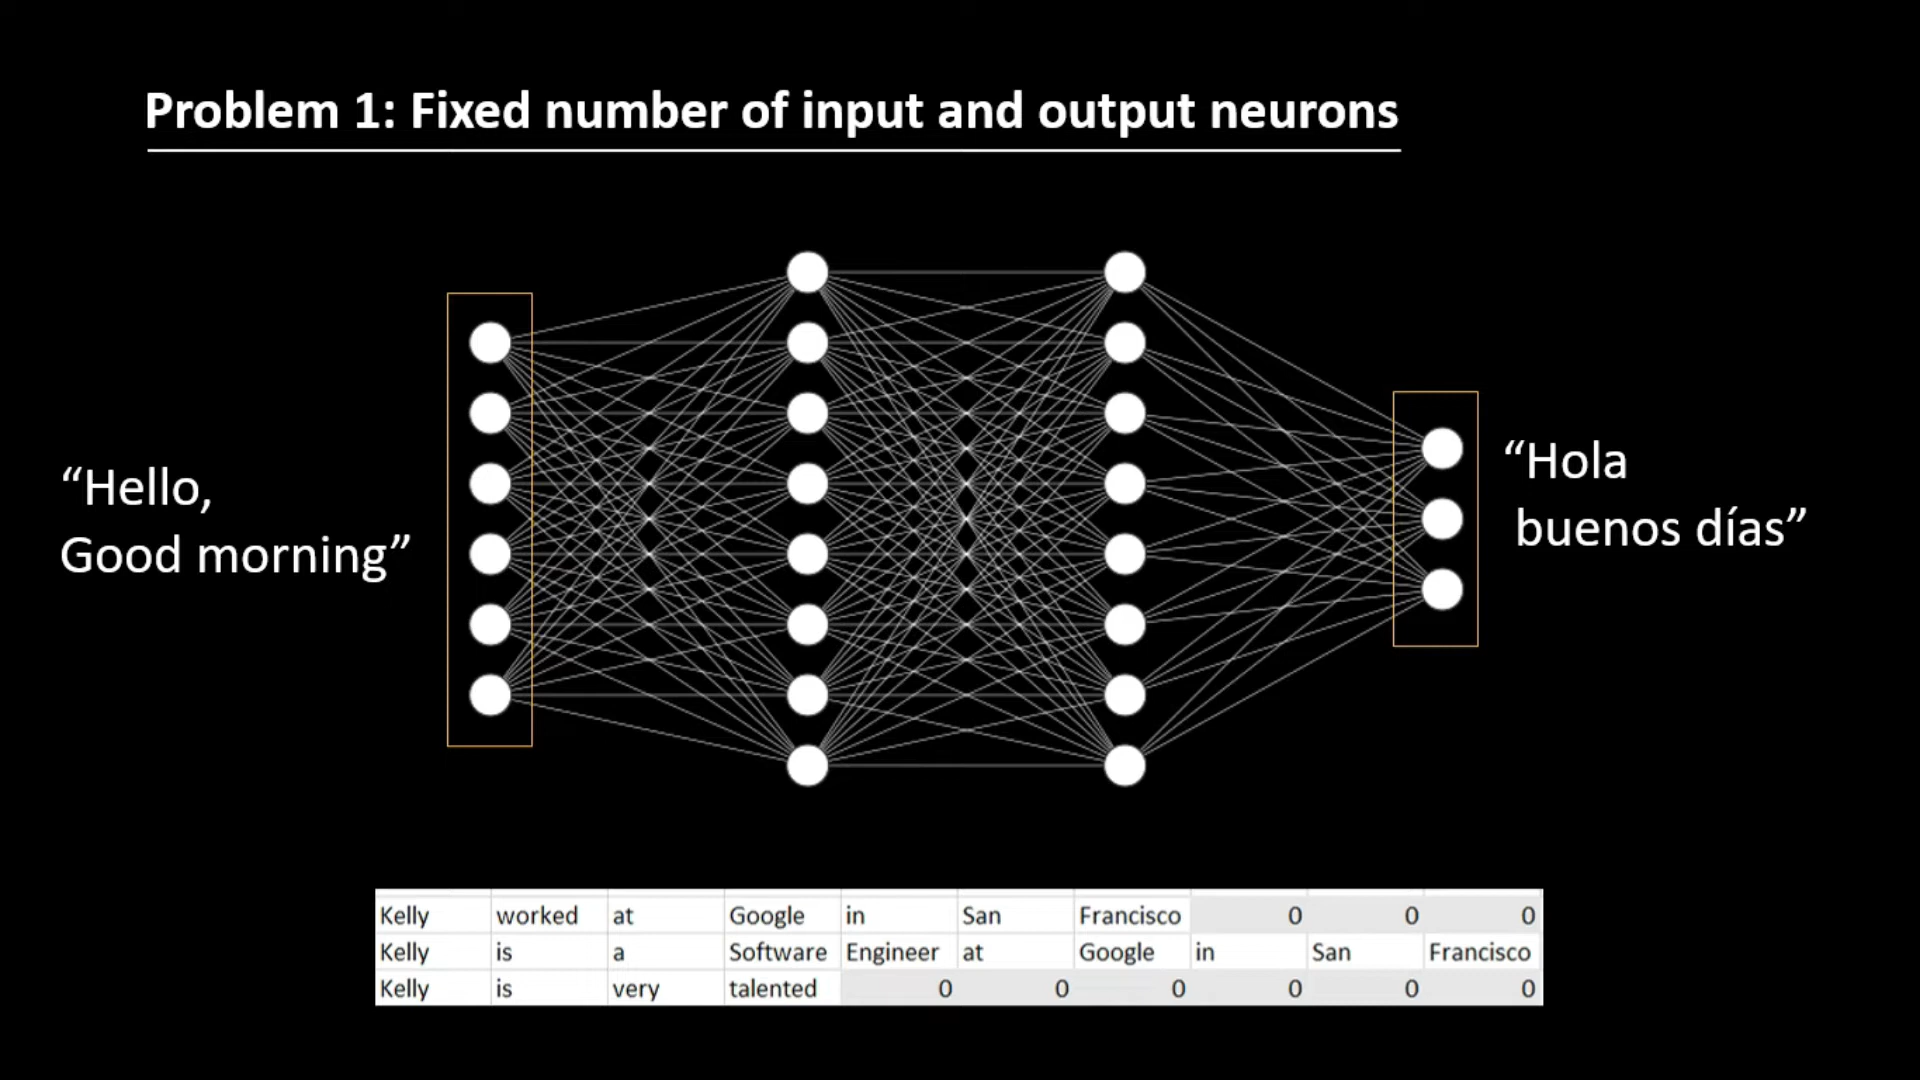 Problem 1: Fixed number of input and output neurons
“Hello,
Good morning”
“Hola
buenos días”
Kelly worked at Google in San Francisco 0 0 0
Kelly is a Software Engineer at Google in San Francisco
Kelly is very talented 0 0 0 0 0 0